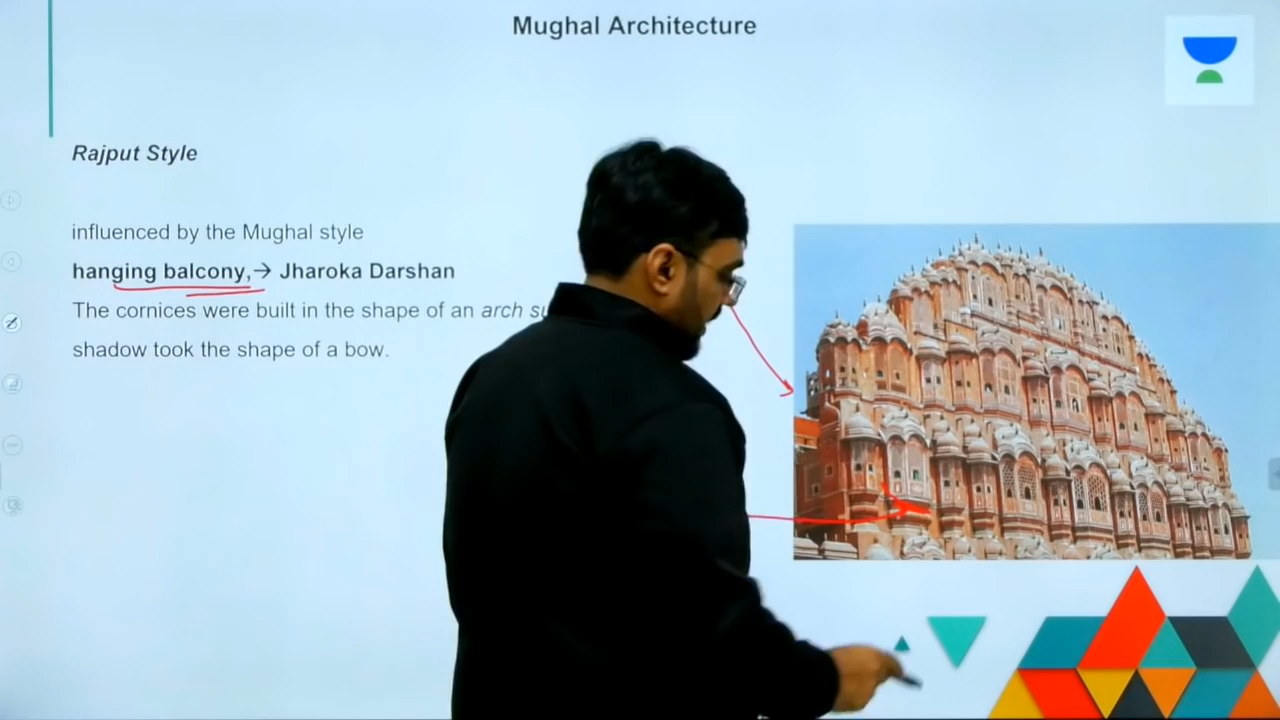 Mughal Architecture
Rajput Style
influenced by the Mughal style
hanging balcony,→ Jharoka Darshan
The cornices were built in the shape of an arch
shadow took the shape of a bow.